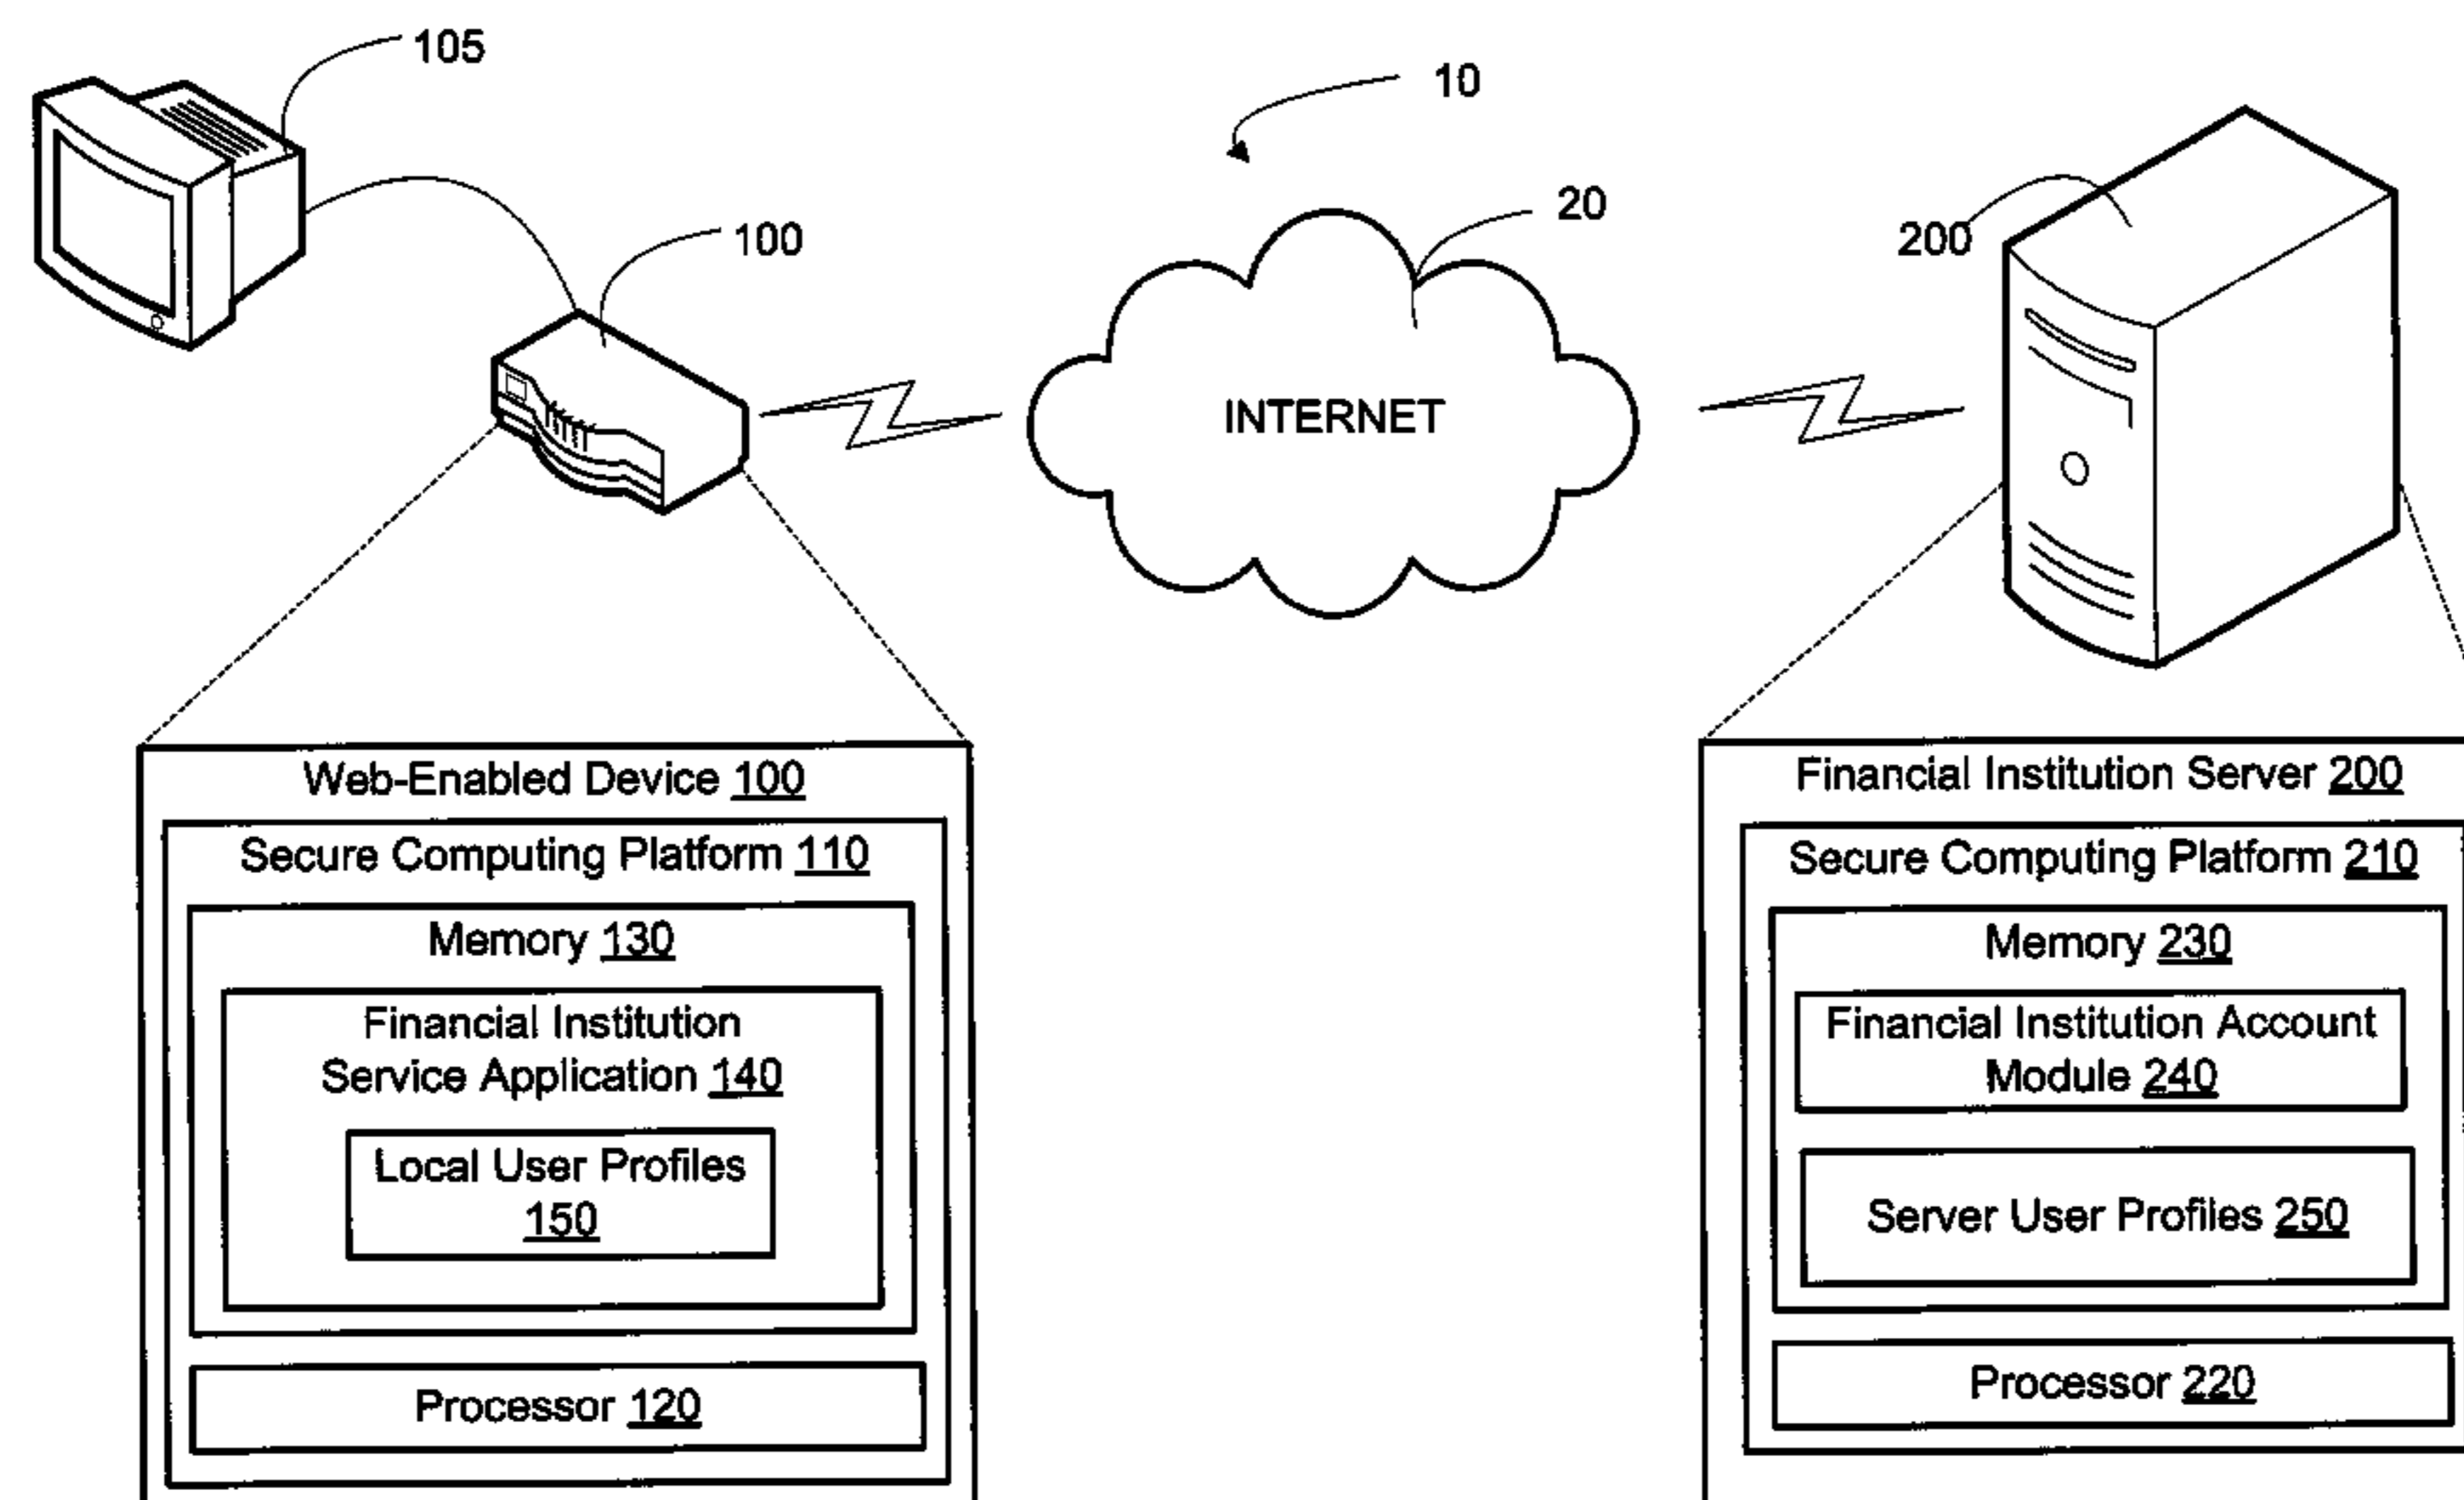 105
10
20
100
200
INTERNET
Web-Enabled Device 100
Secure Computing Platform 110
Memory 130
Financial Institution
Service Application 140
Local User Profiles
150
Processor 120
Financial Institution Server 200
Secure Computing Platform 210
Memory 230
Financial Institution Account
Module 240
Server User Profiles 250
Processor 220